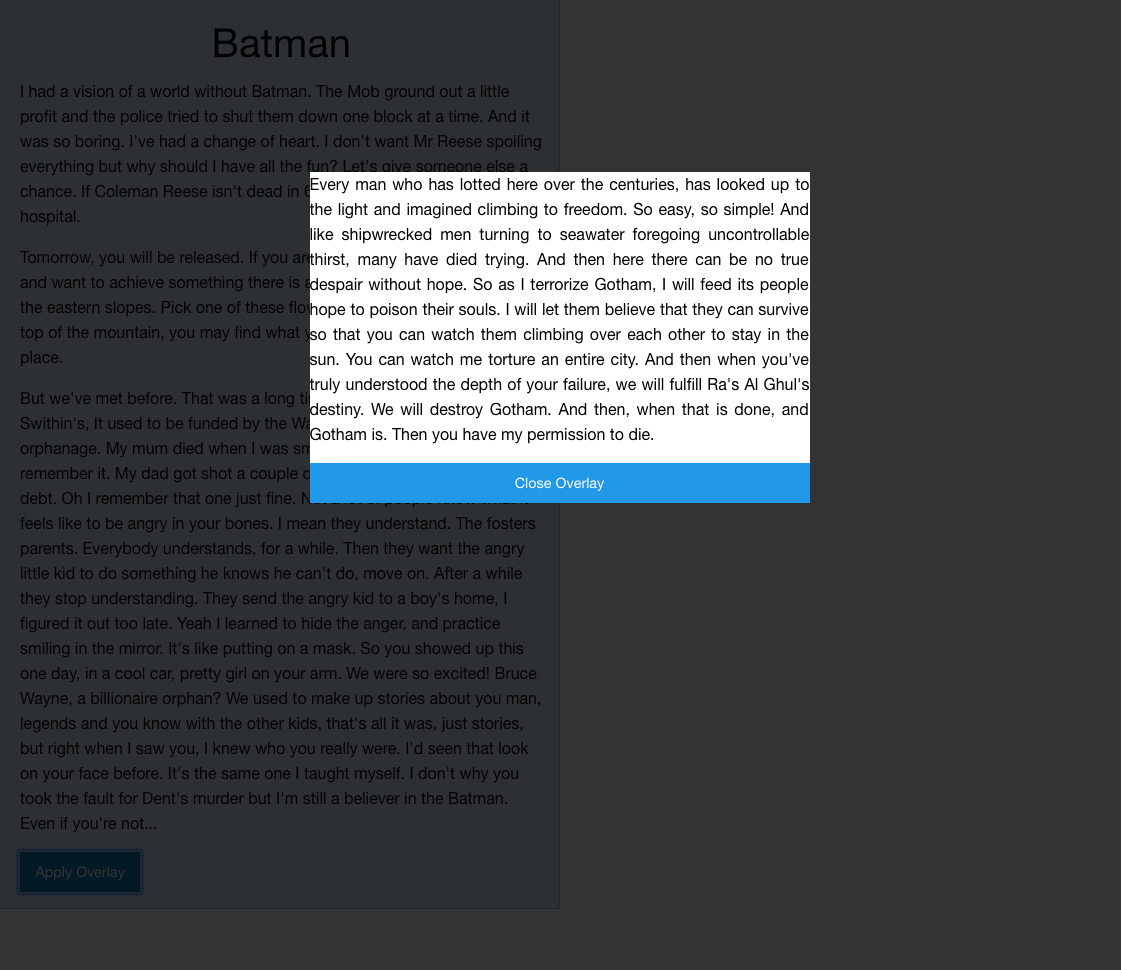 Batman
I had a vision of a world without Batman. The Mob ground out a little
profit and the police tried to shut them down one block at a time. And it
was so boring. I've had a change of heart. I don't want Mr Reese spoiling
everything but why should I have all the fun? Let's give someone else a
chance. If Coleman Reese isn't dead in
hospital.
Tomorrow, you will be released. If you are
and want to achieve something there is a
the eastern slopes. Pick one of these
top of the mountain, you may find what
place.
But we've met before. That was a long
Swithin's, It used to be funded by the
orphanage. My mum died when I was
remember it. My dad got shot a couple
debt. Oh I remember that one just fine.
feels like to be angry in your bones. I mean they understand. The fosters
parents. Everybody understands, for a while. Then they want the angry
little kid to do something he knows he can't do, move on. After a while
they stop understanding. They send the angry kid to a boy's home, I
figured it out too late. Yeah I learned to hide the anger, and practice
smiling in the mirror. It's like putting on a mask. So you showed up this
one day, in a cool car, pretty girl on your arm. We were so excited! Bruce
Wayne, a billionaire orphan? We used to make up stories about you man,
legends and you know with the other kids, that's all it was, just stories,
but right when I saw you, I knew who you really were. I'd seen that look
on your face before. It's the same one I taught myself. I don't why you
took the fault for Dent's murder but I'm still a believer in the Batman.
Even if you're not...
Apply Overlay
Every man who has lotted here over the centuries, has looked up to
the light and imagined climbing to freedom. So easy, so simple! And
like shipwrecked men turning to seawater foregoing uncontrollable
thirst, many have died trying. And then here there can be no true
despair without hope. So as I terrorize Gotham, I will feed its people
hope to poison their souls. I will let them believe that they can survive
so that you can watch them climbing over each other to stay in the
sun. You can watch me torture an entire city. And then when you've
truly understood the depth of your failure, we will fulfill Ra's Al Ghul's
destiny. We will destroy Gotham. And then, when that is done, and
Gotham is. Then you have my permission to die.
Close Overlay